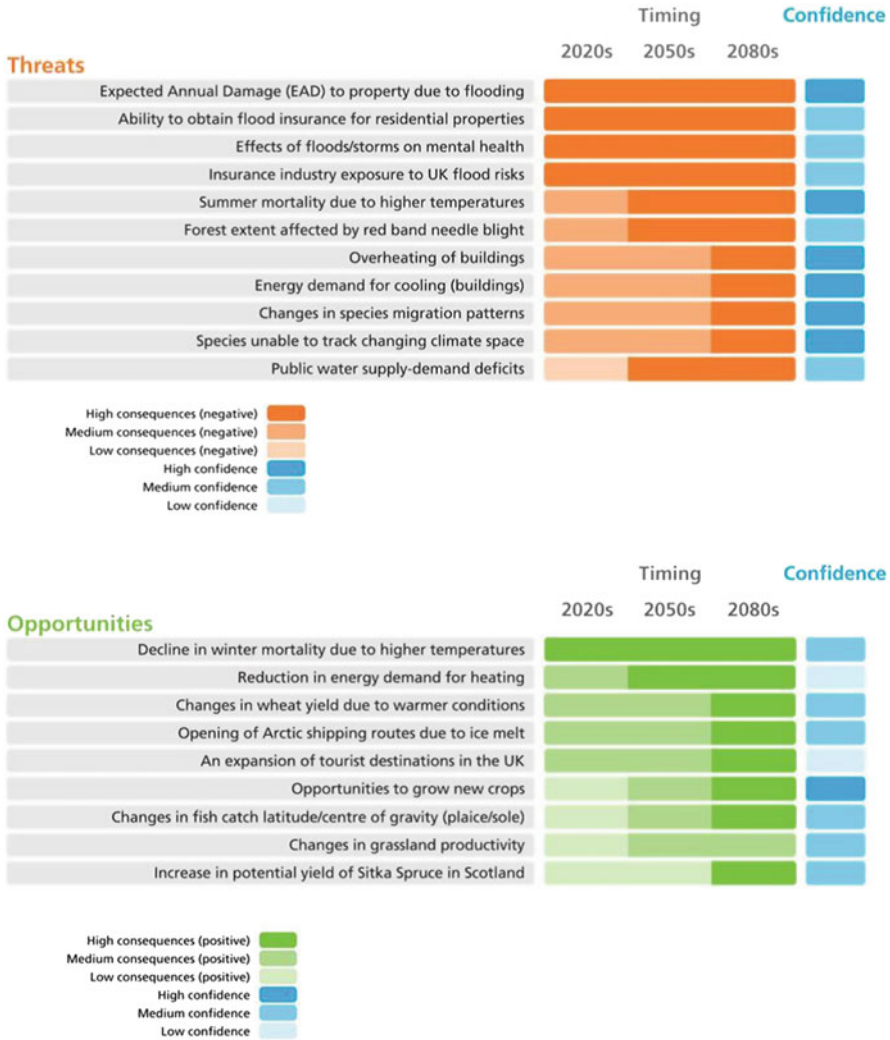 Timing Confidence
2020s 2050s 2080s
Threats
Expected Annual Damage (EAD) to property due to flooding
Ability to obtain flood insurance for residential properties
Effects of floods/storms on mental health
Insurance industry exposure to UK flood risks
Summer mortality due to higher temperatures
Forest extent affected by red band needle blight
Overheating of buildings
Energy demand for cooling (buildings)
Changes in species migration patterns
Species unable to track changing climate space
Public water supply-demand deficits
High consequences (negative)
Medium consequences (negative)
Low consequences (negative)
High confidence
Medium confidence
Low confidence
Timing Confidence
2020s 2050s 2080s
Opportunities
Decline in winter mortality due to higher temperatures
Reduction in energy demand for heating
Changes in wheat yield due to warmer conditions
Opening of Arctic shipping routes due to ice melt
An expansion of tourist destinations in the UK
Opportunities to grow new crops
Changes in fish catch latitude/centre of gravity (plaice/sole)
Changes in grassland productivity
Increase in potential yield of Sitka Spruce in Scotland
High consequences (positive)
Medium consequences (positive)
Low consequences (positive)
High confidence
Medium confidence
Low confidence